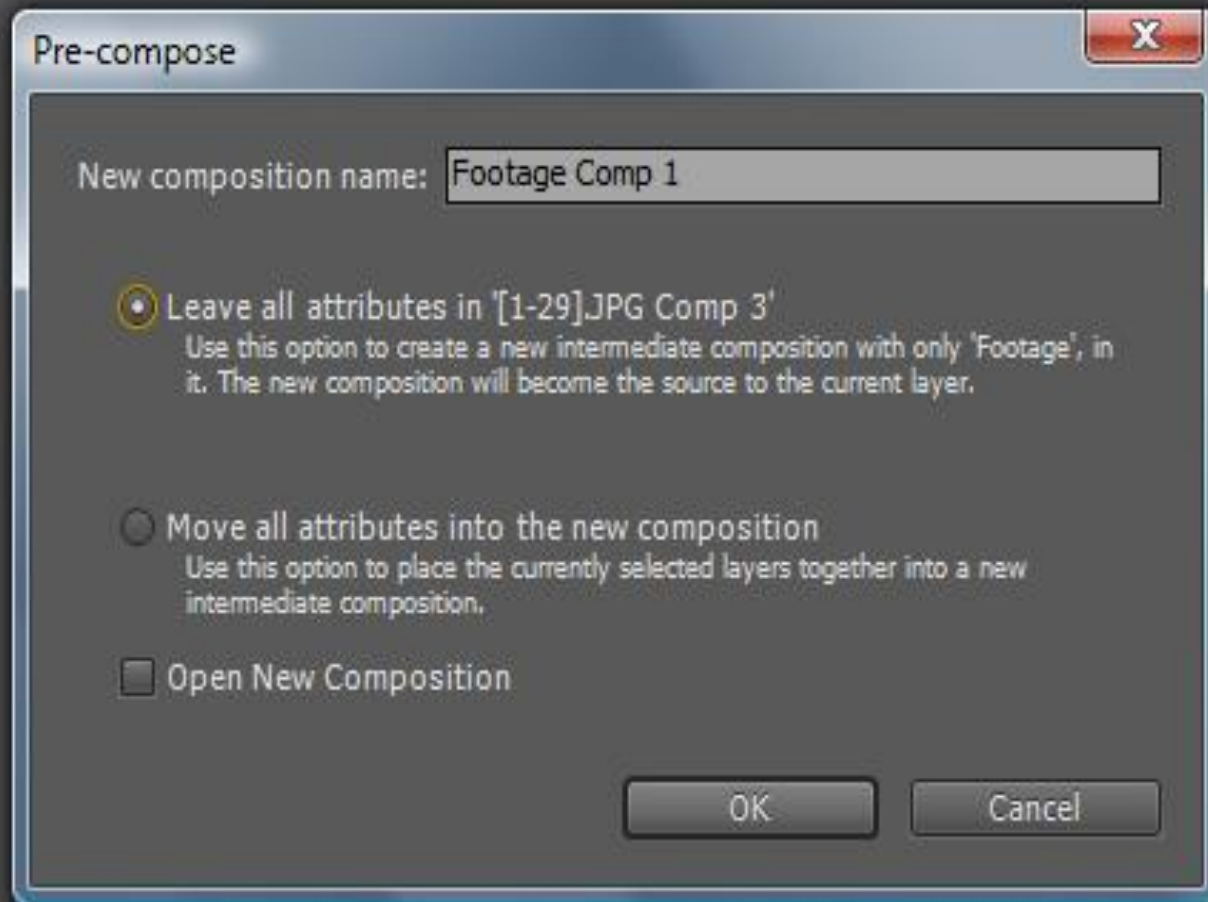 Pre-compose
X
New composition name: Footage Comp 1
Leave all attributes in '[1-29].JPG Comp 3'
Use this option to create a new intermediate composition with only 'Footage', in
it. The new composition will become the source to the current layer.
Move all attributes into the new composition
Use this option to place the currently selected layers together into a new
intermediate composition.
Open New Composition
OK Cancel